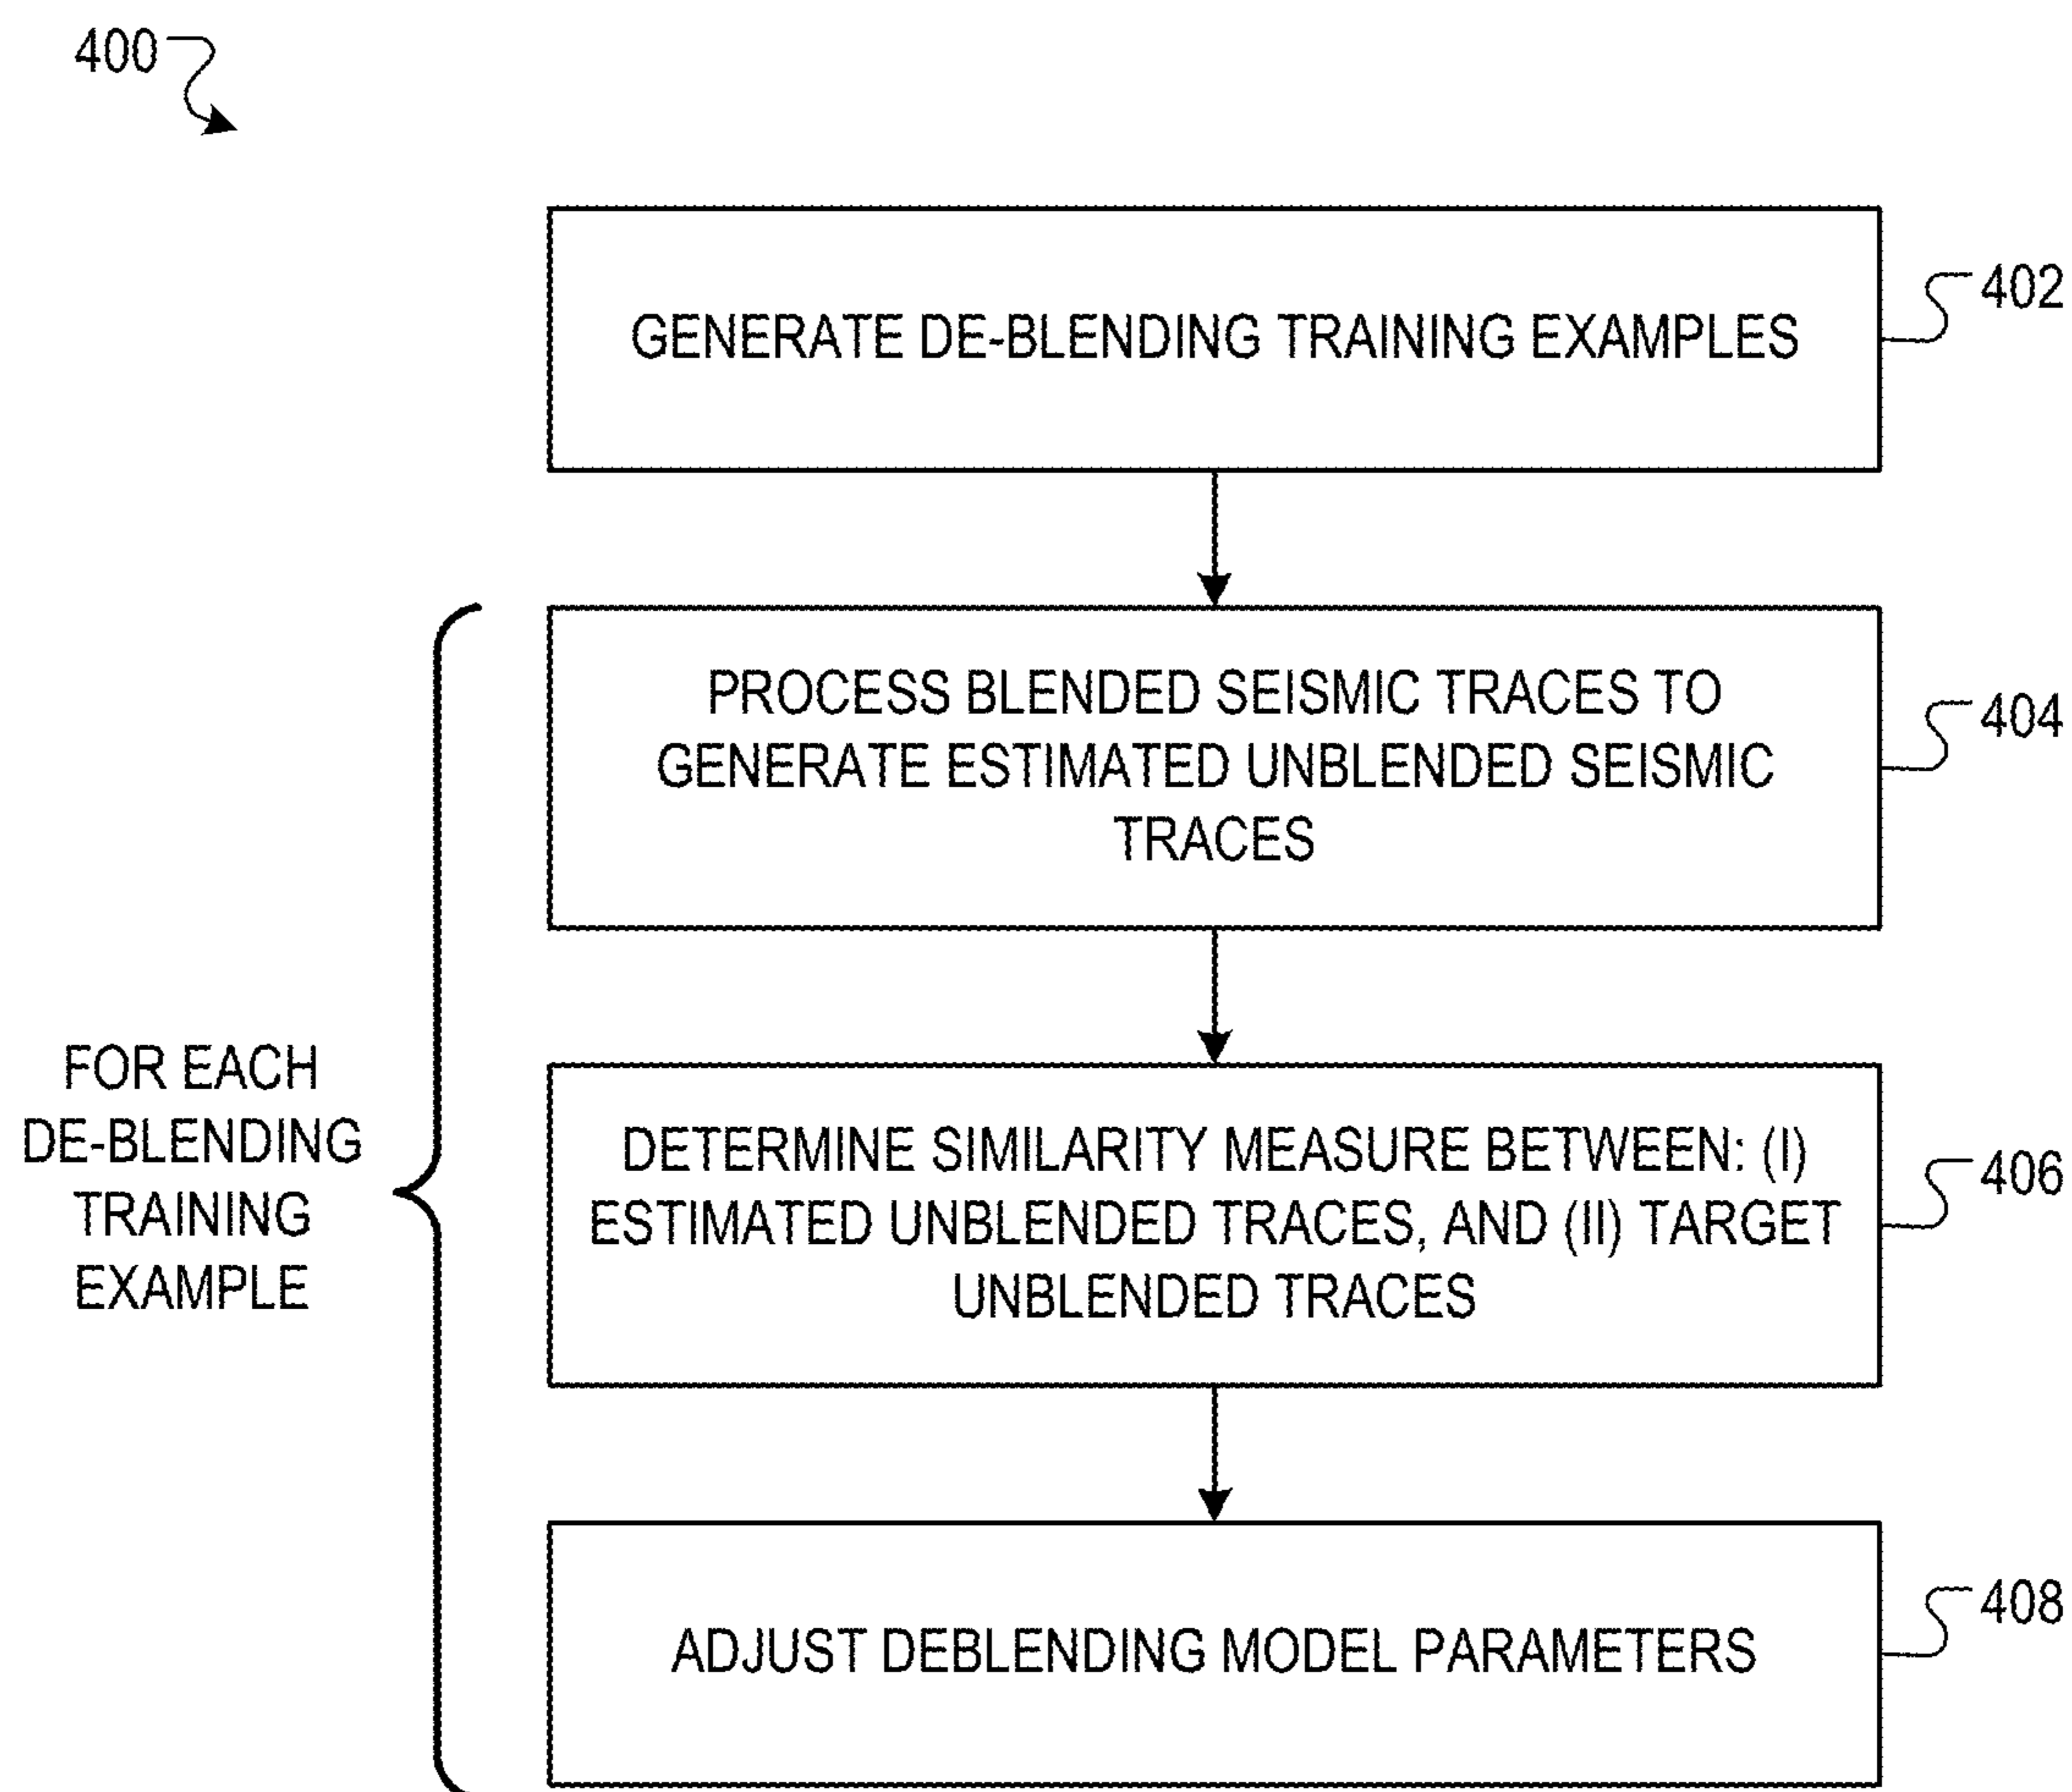 400
GENERATE DE-BLENDING TRAINING EXAMPLES
402
PROCESS BLENDED SEISMIC TRACES TO
GENERATE ESTIMATED UNBLENDED SEISMIC
TRACES
404
FOR EACH
DE-BLENDING
TRAINING
EXAMPLE
DETERMINE SIMILARITY MEASURE BETWEEN: (I)
ESTIMATED UNBLENDED TRACES, AND (II) TARGET
UNBLENDED TRACES
406
ADJUST DEBLENDING MODEL PARAMETERS
408